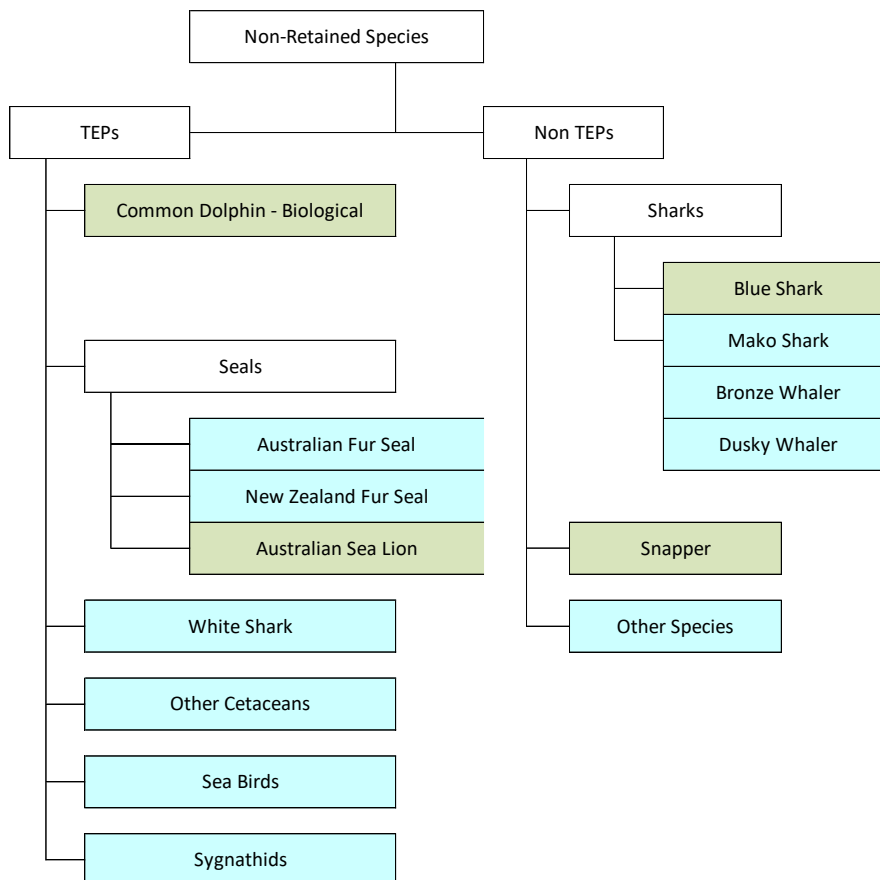 Non-Retained Species
TEPs
Non TEPs
Common Dolphin - Biological
Seals
Australian Fur Seal
New Zealand Fur Seal
Australian Sea Lion
White Shark
Other Cetaceans
Sea Birds
Sygnathids
Sharks
Blue Shark
Mako Shark
Bronze Whaler
Dusky Whaler
Snapper
Other Species